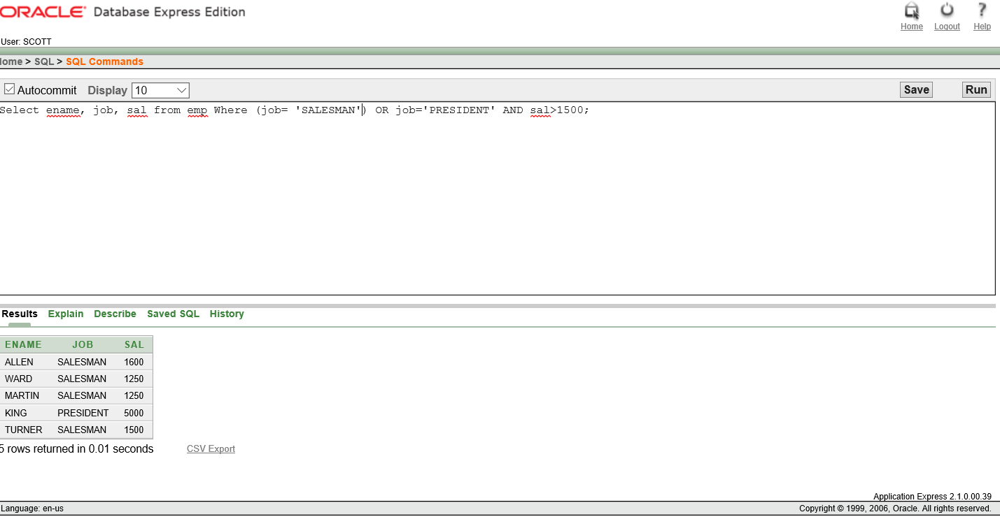 ORACLE Database Express Edition
Home Logout Help
User: SCOTT
ome > SQL > SQL Commands
Autocommit Display 10 Save Run
Select ename, job, sal from emp Where (job= 'SALESMAN') OR job='PRESIDENT' AND sal>1500;
Results Explain Describe Saved SQL History
ENAME JOB SAL
ALLEN SALESMAN 1600
WARD SALESMAN 1250
MARTIN SALESMAN 1250
KING PRESIDENT 5000
TURNER SALESMAN 1500
5 rows returned in 0.01 seconds CSV Export
Application Express 2.1.0.00.39
Language: en-us Copyright © 1999, 2006, Oracle. All rights reserved.